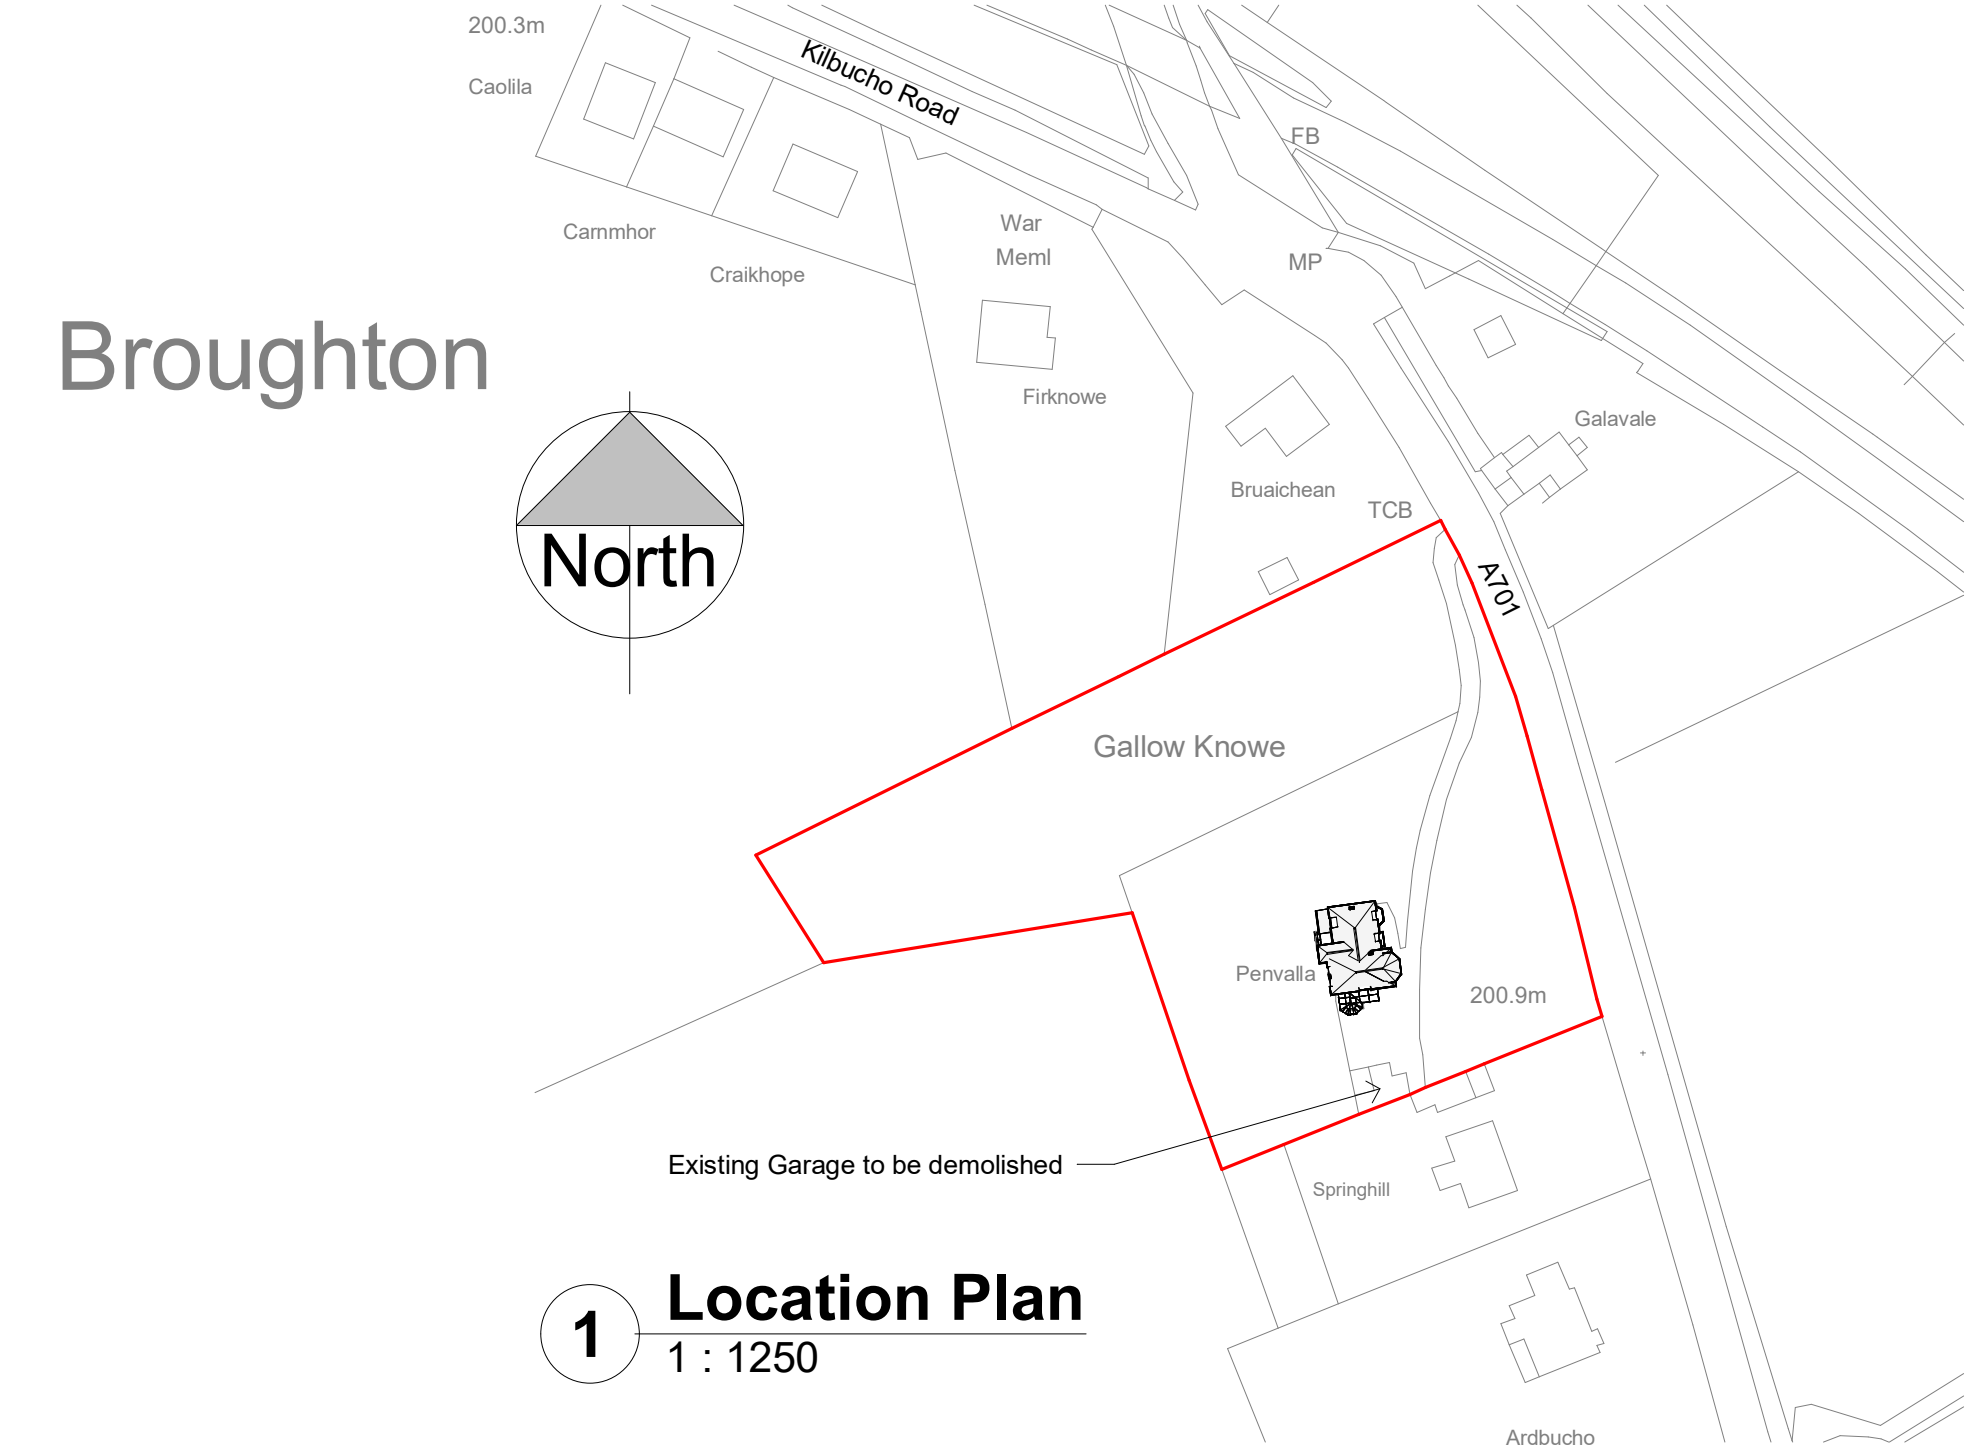 200.3m
Kilbucho Road
Caolila
FB
Carnmhor
War
Meml
Craikhope
MP
Broughton
Firknowe
Galavale
Bruaichean
TCB
North
A701
Gallow Knowe
Penvalla
200.9m
Existing Garage to be demolished
Springhill
1
Location Plan
1 : 1250
Ardbucho